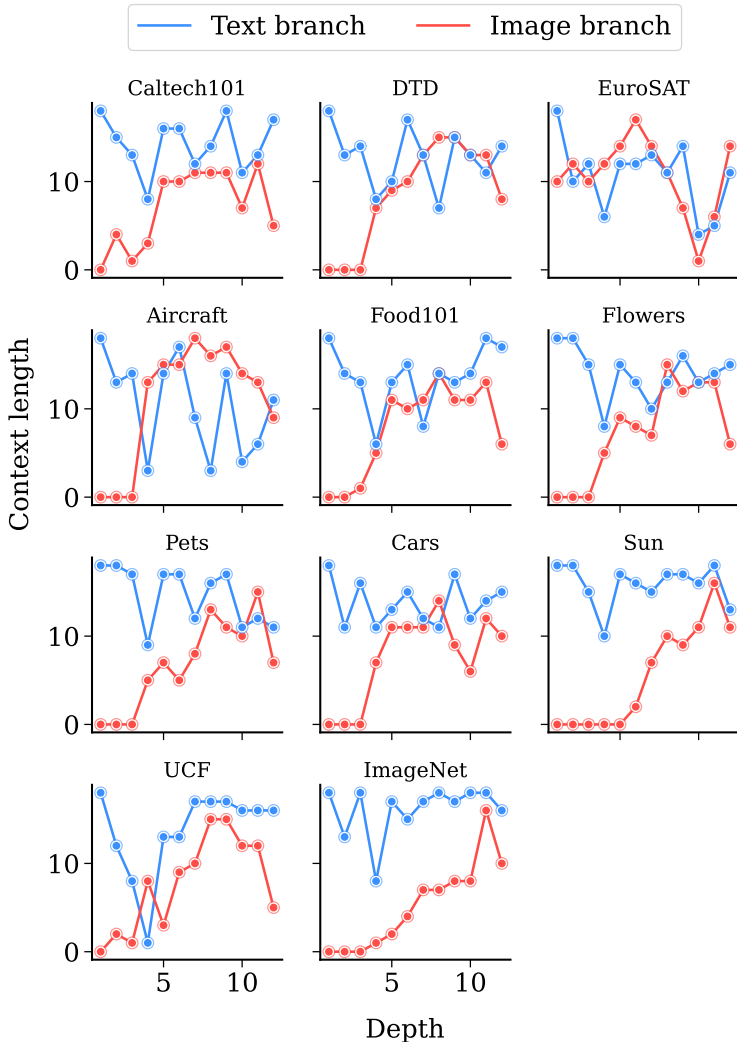 Text branch Image branch
Caltech101 DTD EuroSAT
10
0
Aircraft Food101 Flowers
10
0
Context length
Pets Cars Sun
10
0
UCF ImageNet
10
0
5 10 5 10
Depth